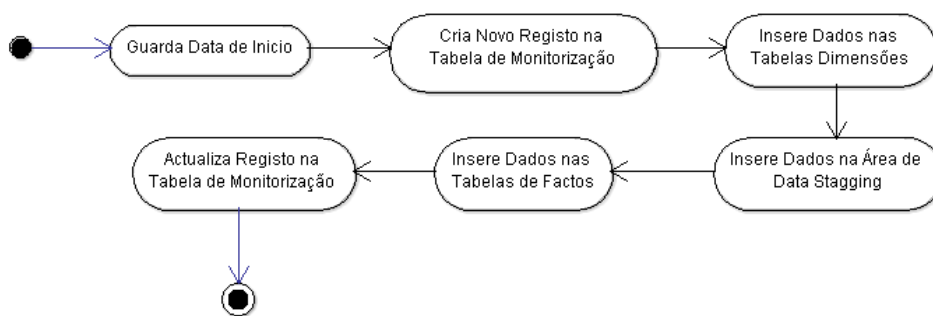 Guarda Data de Inicio
Cria Novo Registo na
Tabela de Monitorização
Insere Dados nas
Tabelas Dimensões
Insere Dados na Área de
Data Stagging
Insere Dados nas
Tabelas de Factos
Actualiza Registo na
Tabela de Monitorização